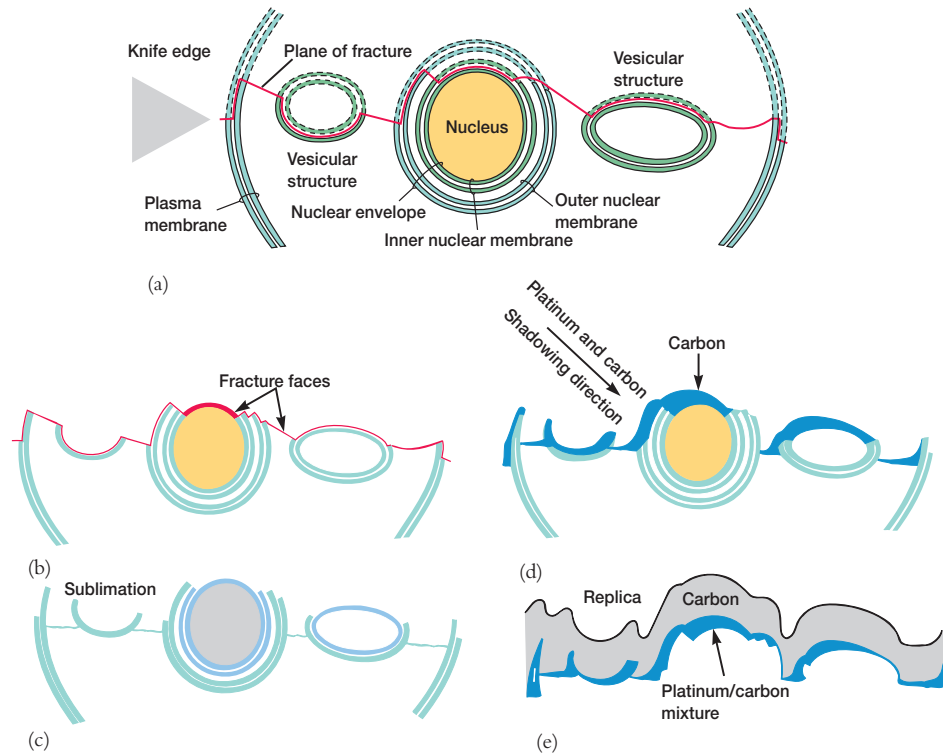 Knife edge
Plane of fracture
Vesicular
structure
Nucleus
Vesicular
structure
Plasma
membrane
Nuclear envelope
Inner nuclear membrane
Outer nuclear
membrane
(a)
Fracture faces
(b)
Sublimation
(c)
Platinum and carbon
Shadowing direction
Carbon
(d)
Replica
Carbon
Platinum/carbon
mixture
(e)